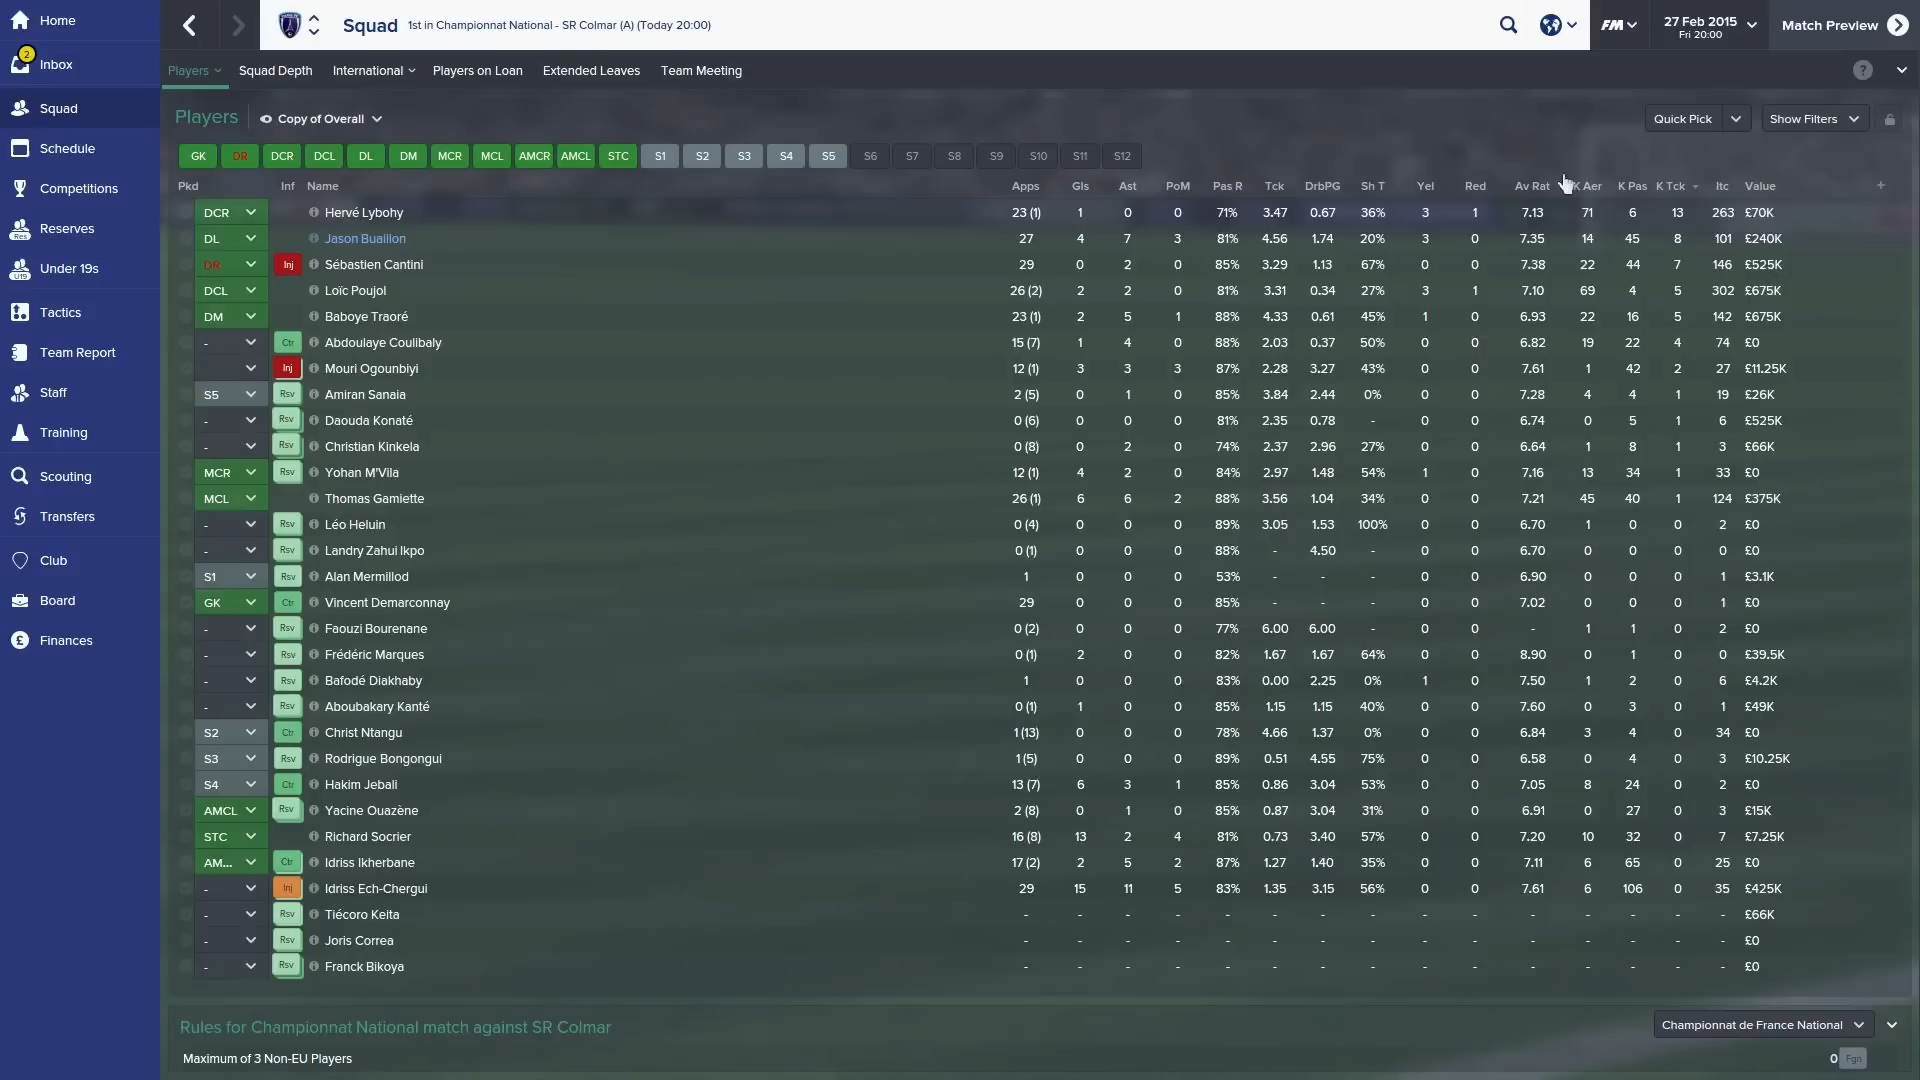 Home
Squad 1st in Championnat National - SR Colmar (A) (Today 20:00)
FM
27 Feb 2015
Fri 20:00
Match Preview
2
Inbox
Squad
Schedule
Competitions
Res
Reserves
U19
Under 19s
Tactics
Team Report
Staff
Training
Scouting
Transfers
Club
Board
Finances
Players Squad Depth International Players on Loan Extended Leaves Team Meeting ?
Players Copy of Overall Quick Pick Show Filters
GK DR DCR DCL DL DM MCR MCL AMCR AMCL STC S1 S2 S3 S4 S5 S6 S7 S8 S9 S10 S11 S12
Pkd Inf Name Apps Gls Ast PoM Pas R Tck DrbPG Sh T Yel Red Av Rat K Aer K Pas K Tck Itc Value +
DCR Hervé Lybohy 23 (1) 1 0 0 71% 3.47 0.67 36% 3 1 7.13 71 6 13 263 £70K
DL Jason Buaillon 27 4 7 3 81% 4.56 1.74 20% 3 0 7.35 14 45 8 101 £240K
DR Inj Sébastien Cantini 29 0 2 0 85% 3.29 1.13 67% 0 0 7.38 22 44 7 146 £525K
DCL Loïc Poujol 26 (2) 2 2 0 81% 3.31 0.34 27% 3 1 7.10 69 4 5 302 £675K
DM Baboye Traoré 23 (1) 2 5 1 88% 4.33 0.61 45% 1 0 6.93 22 16 5 142 £675K
- Ctr Abdoulaye Coulibaly 15 (7) 1 4 0 88% 2.03 0.37 50% 0 0 6.82 19 22 4 74 £0
Inj Mouri Ogounbiyi 12 (1) 3 3 3 87% 2.28 3.27 43% 0 0 7.61 1 42 2 27 £11.25K
S5 Rsv Amiran Sanaia 2 (5) 0 1 0 85% 3.84 2.44 0% 0 0 7.28 4 4 1 19 £26K
- Rsv Daouda Konaté 0 (6) 0 0 0 81% 2.35 0.78 - 0 0 6.74 0 5 1 6 £525K
- Rsv Christian Kinkela 0 (8) 0 2 0 74% 2.37 2.96 27% 0 0 6.64 1 8 1 3 £66K
MCR Rsv Yohan M'Vila 12 (1) 4 2 0 84% 2.97 1.48 54% 1 0 7.16 13 34 1 33 £0
MCL Thomas Gamiette 26 (1) 6 6 2 88% 3.56 1.04 34% 0 0 7.21 45 40 1 124 £375K
- Rsv Léo Heluin 0 (4) 0 0 0 89% 3.05 1.53 100% 0 0 6.70 1 0 0 2 £0
- Rsv Landry Zahui Ikpo 0 (1) 0 0 0 88% - 4.50 - 0 0 6.70 0 0 0 0 £0
S1 Rsv Alan Mermillod 1 0 0 0 53% - - - 0 0 6.90 0 0 0 1 £3.1K
GK Ctr Vincent Demarconnay 29 0 0 0 85% - - - 0 0 7.02 0 0 0 1 £0
- Rsv Faouzi Bourenane 0 (2) 0 0 0 77% 6.00 6.00 - 0 0 - 1 1 0 2 £0
- Rsv Frédéric Marques 0 (1) 2 0 0 82% 1.67 1.67 64% 0 0 8.90 0 1 0 0 £39.5K
- Rsv Bafodé Diakhaby 1 0 0 0 83% 0.00 2.25 0% 1 0 7.50 1 2 0 6 £4.2K
- Rsv Aboubakary Kanté 0 (1) 1 0 0 85% 1.15 1.15 40% 0 0 7.60 0 3 0 1 £49K
S2 Ctr Christ Ntangu 1 (13) 0 0 0 78% 4.66 1.37 0% 0 0 6.84 3 4 0 34 £0
S3 Rsv Rodrigue Bongongui 1 (5) 0 0 0 89% 0.51 4.55 75% 0 0 6.58 0 4 0 3 £10.25K
S4 Ctr Hakim Jebali 13 (7) 6 3 1 85% 0.86 3.04 53% 0 0 7.05 8 24 0 2 £0
AMCL Rsv Yacine Ouazène 2 (8) 0 1 0 85% 0.87 3.04 31% 0 0 6.91 0 27 0 3 £15K
STC Richard Socrier 16 (8) 13 2 4 81% 0.73 3.40 57% 0 0 7.20 10 32 0 7 £7.25K
AM... Ctr Idriss Ikherbane 17 (2) 2 5 2 87% 1.27 1.40 35% 0 0 7.11 6 65 0 25 £0
- Inj Idriss Ech-Chergui 29 15 11 5 83% 1.35 3.15 56% 0 0 7.61 6 106 0 35 £425K
- Rsv Tiécoro Keita - - - - - - - - - - - - - - - £66K
- Rsv Joris Correa - - - - - - - - - - - - - - - £0
- Rsv Franck Bikoya - - - - - - - - - - - - - - - £0
Rules for Championnat National match against SR Colmar Championnat de France National
Maximum of 3 Non-EU Players 0 Fgn